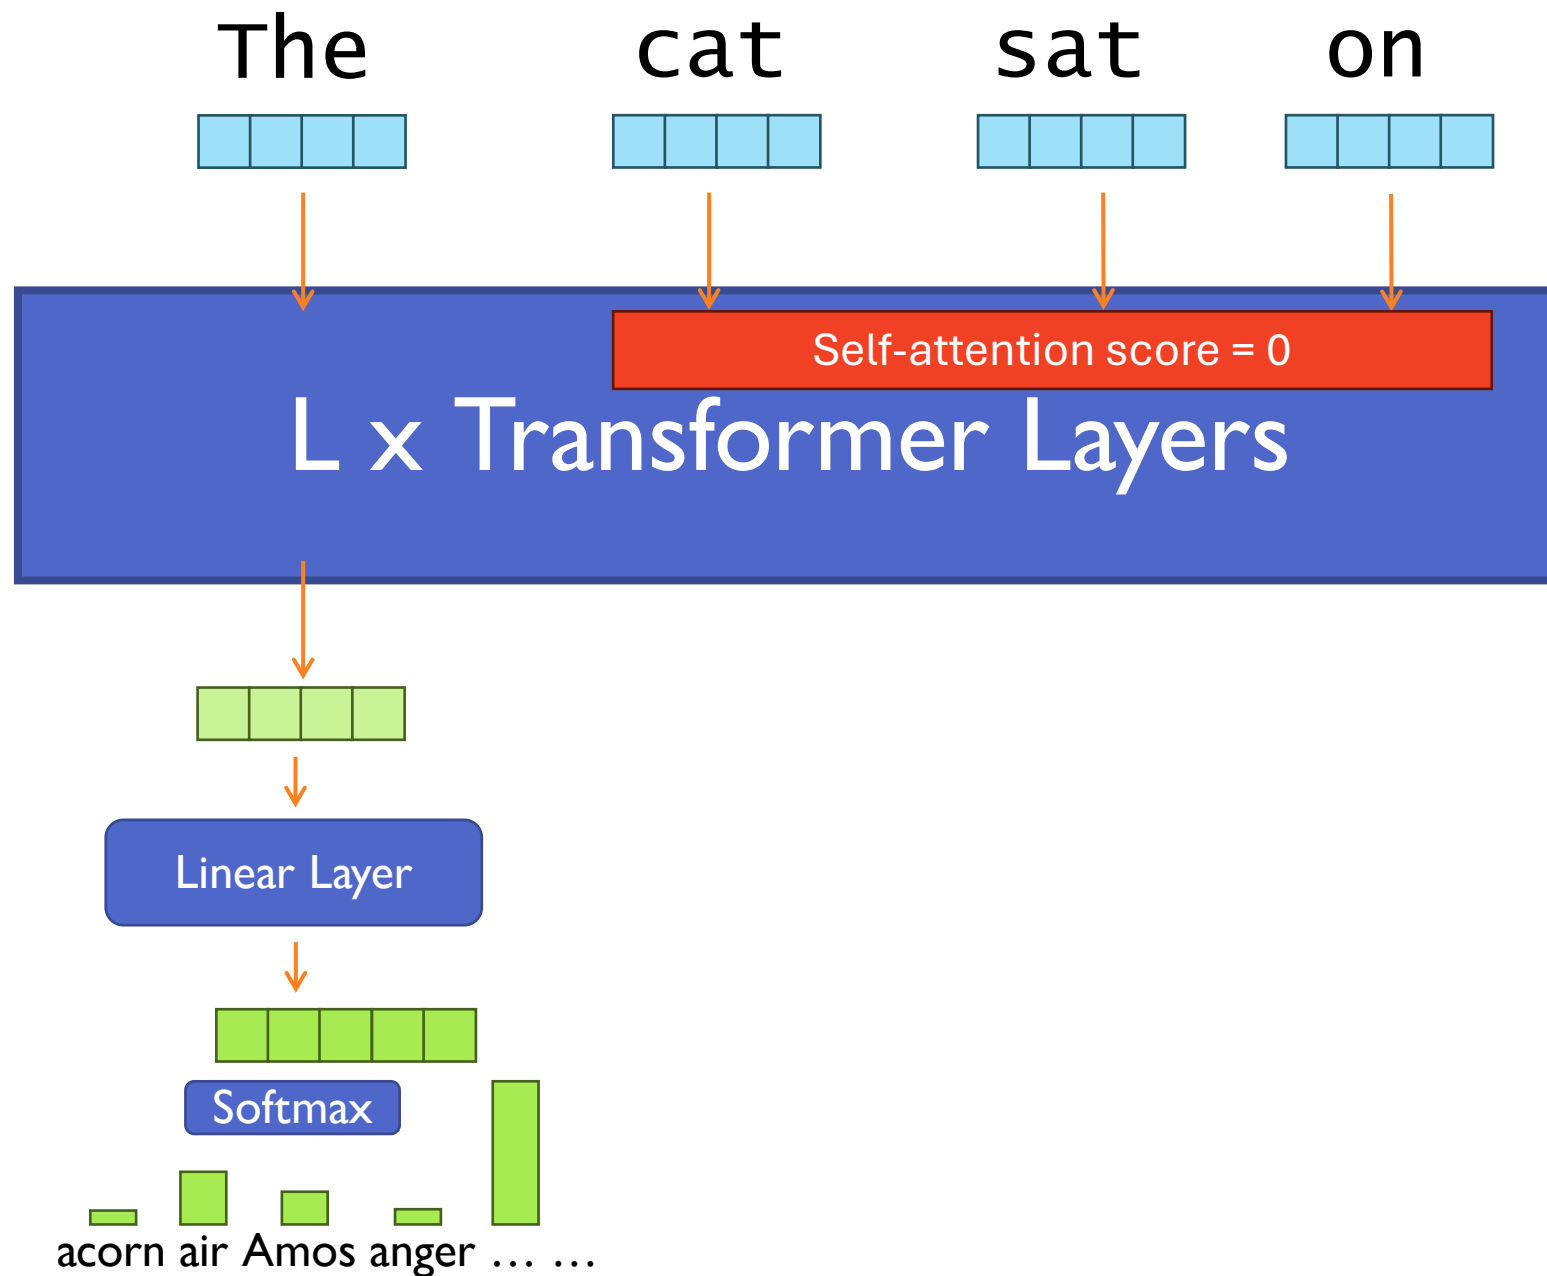 The cat sat on
Self-attention score = 0
L x Transformer Layers
Linear Layer
Softmax
acorn air Amos anger … …